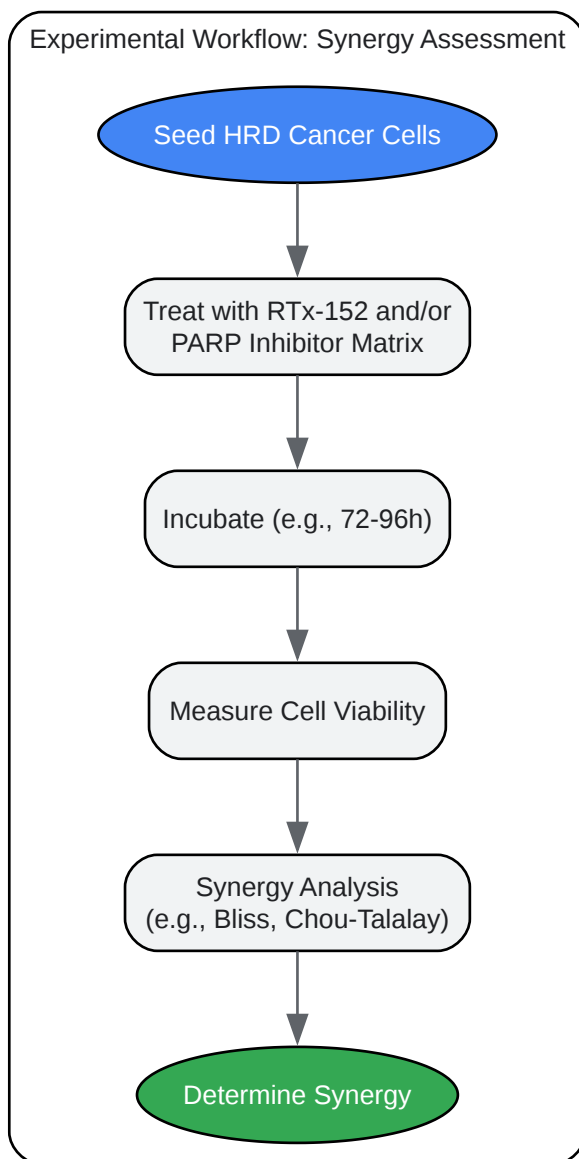 Experimental Workflow: Synergy Assessment
Seed HRD Cancer Cells
Treat with RTx-152 and/or
PARP Inhibitor Matrix
Incubate (e.g., 72-96h)
Measure Cell Viability
Synergy Analysis
(e.g., Bliss, Chou-Talalay)
Determine Synergy